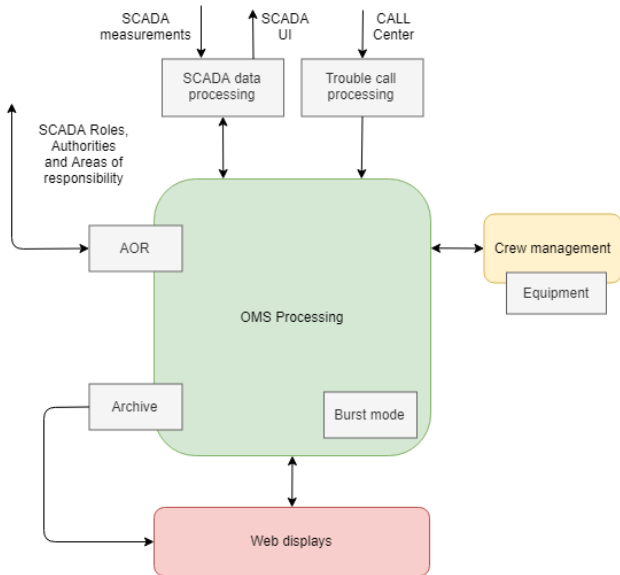 SCADA
measurements
SCADA
UI
CALL
Center
SCADA data
processing
Trouble call
processing
SCADA Roles,
Authorities
and Areas of
responsibility
AOR
Crew management
Equipment
OMS Processing
Archive
Burst mode
Web displays